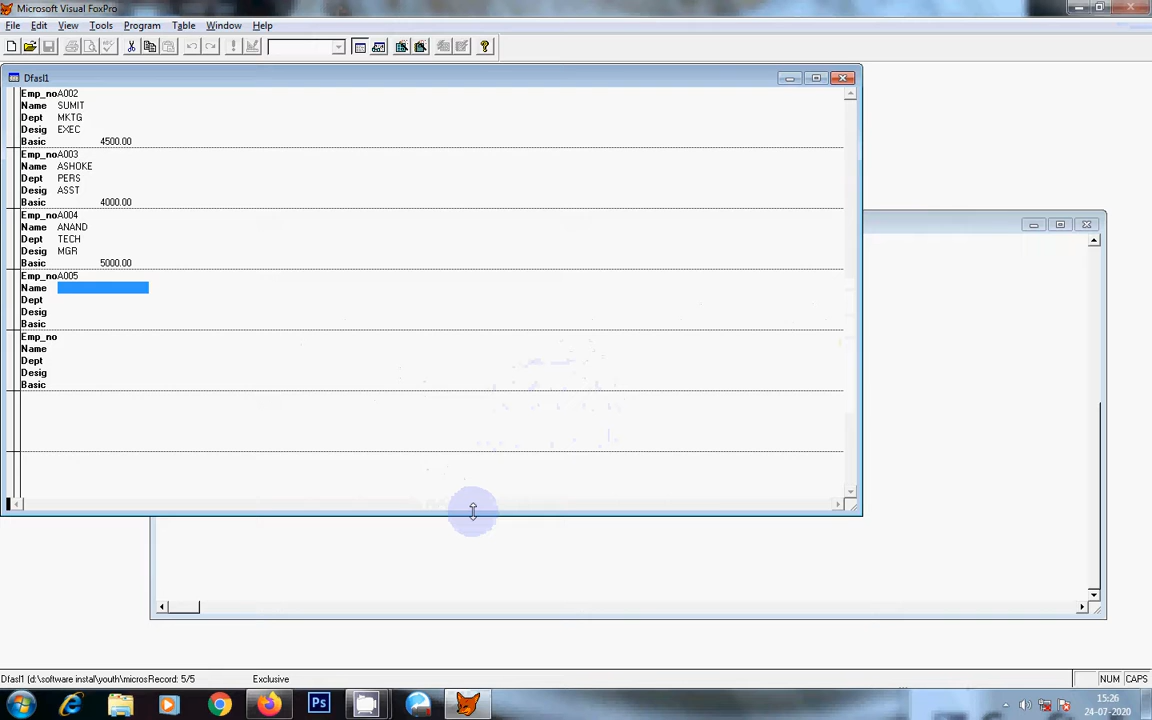 Microsoft Visual FoxPro
File Edit View Tools Program Table Window Help
Dfasl1
Emp_noA002
Name SUMIT
Dept MKTG
Desig EXEC
Basic 4500.00
Emp_noA003
Name ASHOKE
Dept PERS
Desig ASST
Basic 4000.00
Emp_noA004
Name ANAND
Dept TECH
Desig MGR
Basic 5000.00
Emp_noA005
Name
Dept
Desig
Basic
Emp_no
Name
Dept
Desig
Basic
Dfasl1 (d:\software instal\youth\micros Record: 5/5 Exclusive NUM CAPS
Ps
15:26
24-07-2020